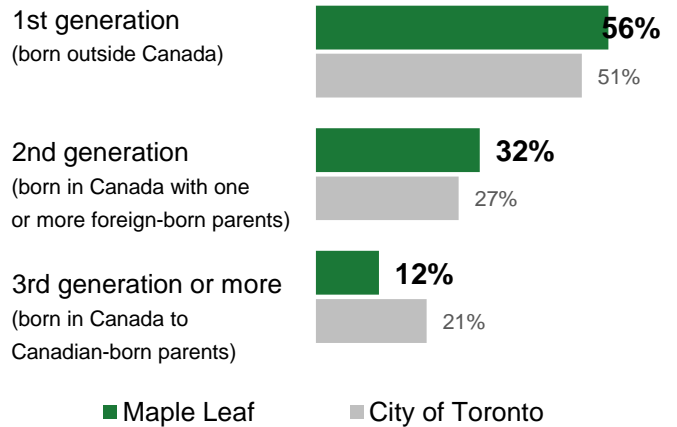 1st generation
(born outside Canada)
56%
51%
2nd generation
(born in Canada with one
or more foreign-born parents)
32%
27%
3rd generation or more
(born in Canada to
Canadian-born parents)
12%
21%
Maple Leaf
City of Toronto